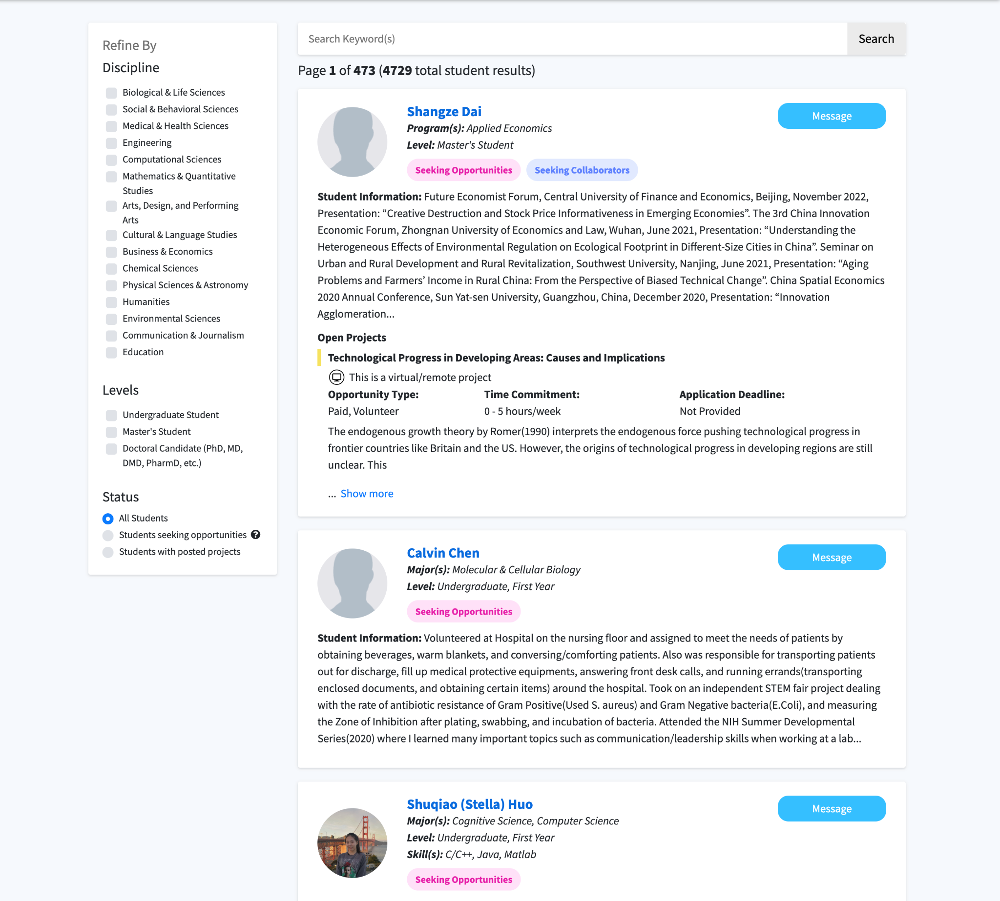 Refine By
Discipline
Biological & Life Sciences
Social & Behavioral Sciences
Medical & Health Sciences
Engineering
Computational Sciences
Mathematics & Quantitative
Studies
Arts, Design, and Performing
Arts
Cultural & Language Studies
Business & Economics
Chemical Sciences
Physical Sciences & Astronomy
Humanities
Environmental Sciences
Communication & Journalism
Education
Levels
Undergraduate Student
Master's Student
Doctoral Candidate (PhD, MD,
DMD, PharmD, etc.)
Status
All Students
Students seeking opportunities ?
Students with posted projects
Search Keyword(s)
Search
Page 1 of 473 (4729 total student results)
Shangze Dai
Message
Program(s): Applied Economics
Level: Master's Student
Seeking Opportunities Seeking Collaborators
Student Information: Future Economist Forum, Central University of Finance and Economics, Beijing, November 2022,
Presentation: “Creative Destruction and Stock Price Informativeness in Emerging Economies”. The 3rd China Innovation
Economic Forum, Zhongnan University of Economics and Law, Wuhan, June 2021, Presentation: “Understanding the
Heterogeneous Effects of Environmental Regulation on Ecological Footprint in Different-Size Cities in China”. Seminar on
Urban and Rural Development and Rural Revitalization, Southwest University, Nanjing, June 2021, Presentation: “Aging
Problems and Farmers’ Income in Rural China: From the Perspective of Biased Technical Change”. China Spatial Economics
2020 Annual Conference, Sun Yat-sen University, Guangzhou, China, December 2020, Presentation: “Innovation
Agglomeration...
Open Projects
Technological Progress in Developing Areas: Causes and Implications
This is a virtual/remote project
Opportunity Type: Time Commitment: Application Deadline:
Paid, Volunteer 0 - 5 hours/week Not Provided
The endogenous growth theory by Romer(1990) interprets the endogenous force pushing technological progress in
frontier countries like Britain and the US. However, the origins of technological progress in developing regions are still
unclear. This
... Show more
Calvin Chen
Message
Major(s): Molecular & Cellular Biology
Level: Undergraduate, First Year
Seeking Opportunities
Student Information: Volunteered at Hospital on the nursing floor and assigned to meet the needs of patients by
obtaining beverages, warm blankets, and conversing/comforting patients. Also was responsible for transporting patients
out for discharge, fill up medical protective equipments, answering front desk calls, and running errands(transporting
enclosed documents, and obtaining certain items) around the hospital. Took on an independent STEM fair project dealing
with the rate of antibiotic resistance of Gram Positive(Used S. aureus) and Gram Negative bacteria(E.Coli), and measuring
the Zone of Inhibition after plating, swabbing, and incubation of bacteria. Attended the NIH Summer Developmental
Series(2020) where I learned many important topics such as communication/leadership skills when working at a lab...
Shuqiao (Stella) Huo
Message
Major(s): Cognitive Science, Computer Science
Level: Undergraduate, First Year
Skill(s): C/C++, Java, Matlab
Seeking Opportunities